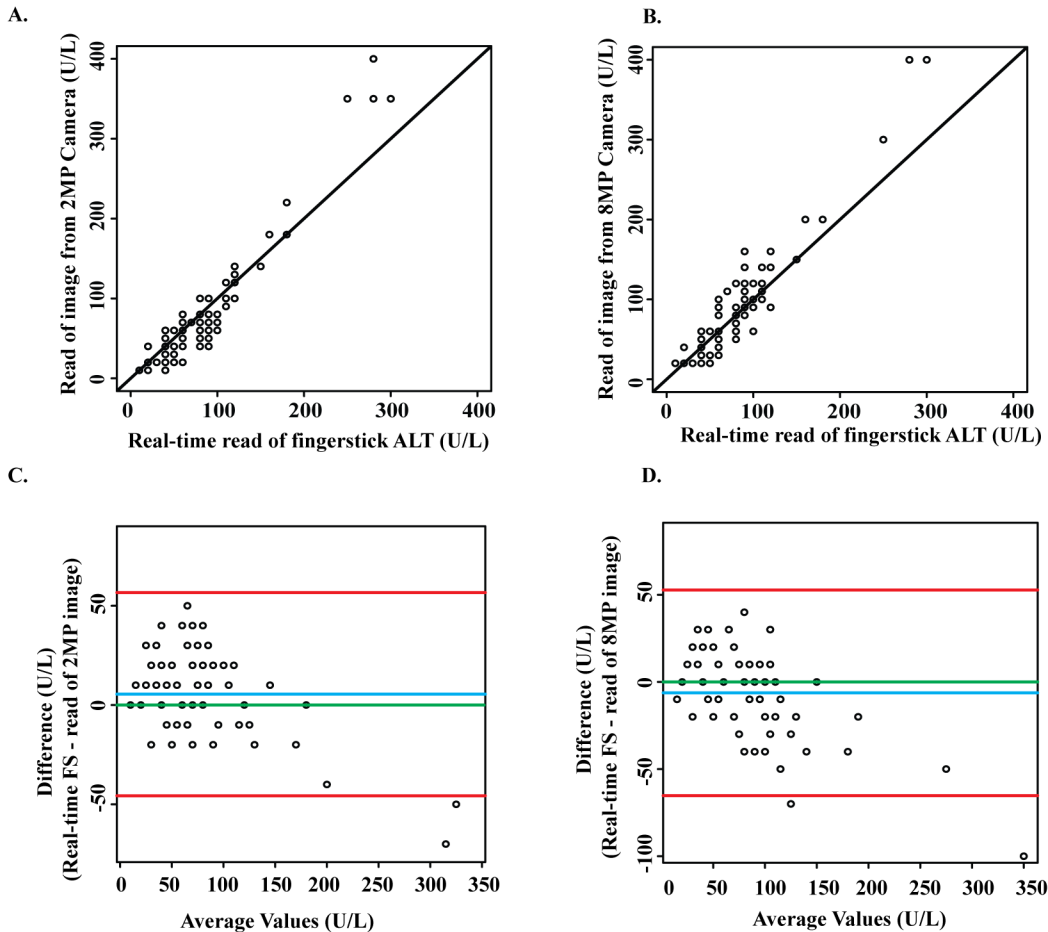 A.
Read of image from 2MP Camera (U/L)
400
300
200
100
0
0 100 200 300 400
Real-time read of fingerstick ALT (U/L)
B.
Read of image from 8MP Camera (U/L)
400
300
200
100
0
0 100 200 300 400
Real-time read of fingerstick ALT (U/L)
C.
Difference (U/L)
(Real-time FS - read of 2MP image)
50
0
-50
0 50 100 150 200 250 300 350
Average Values (U/L)
D.
Difference (U/L)
(Real-time FS - read of 8MP image)
50
0
-50
-100
0 50 100 150 200 250 300 350
Average Values (U/L)